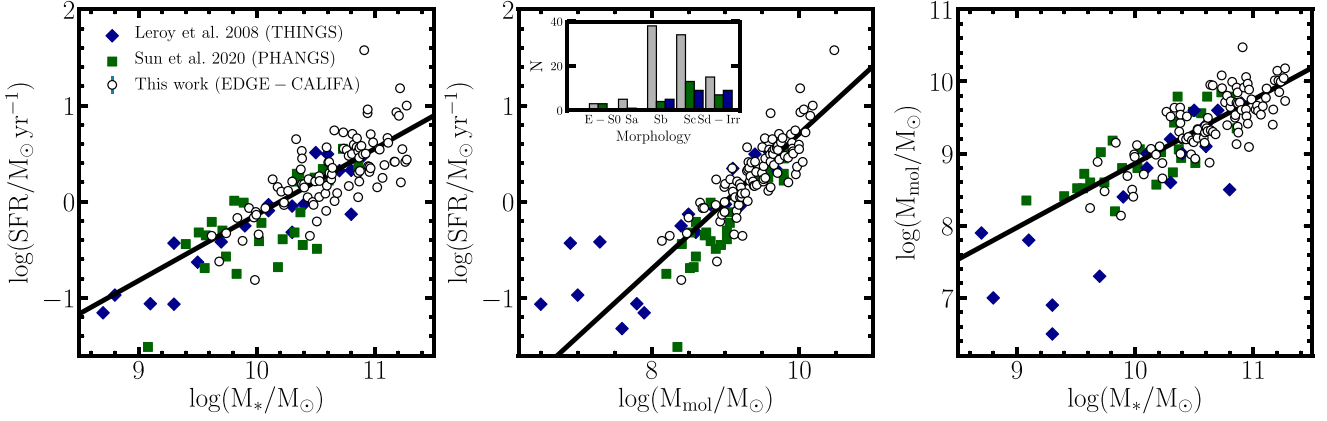 2
1
0
−1
9
10
11
log(SFR/M⊙ yr⁻¹)
log(M∗/M⊙)
Leroy et al. 2008 (THINGS)
Sun et al. 2020 (PHANGS)
This work (EDGE − CALIFA)
2
1
0
−1
8
9
10
log(SFR/M⊙ yr⁻¹)
log(Mmol/M⊙)
40
20
0
N
E − S0 Sa Sb Sc Sd − Irr
Morphology
11
10
9
8
7
9
10
11
log(Mmol/M⊙)
log(M∗/M⊙)